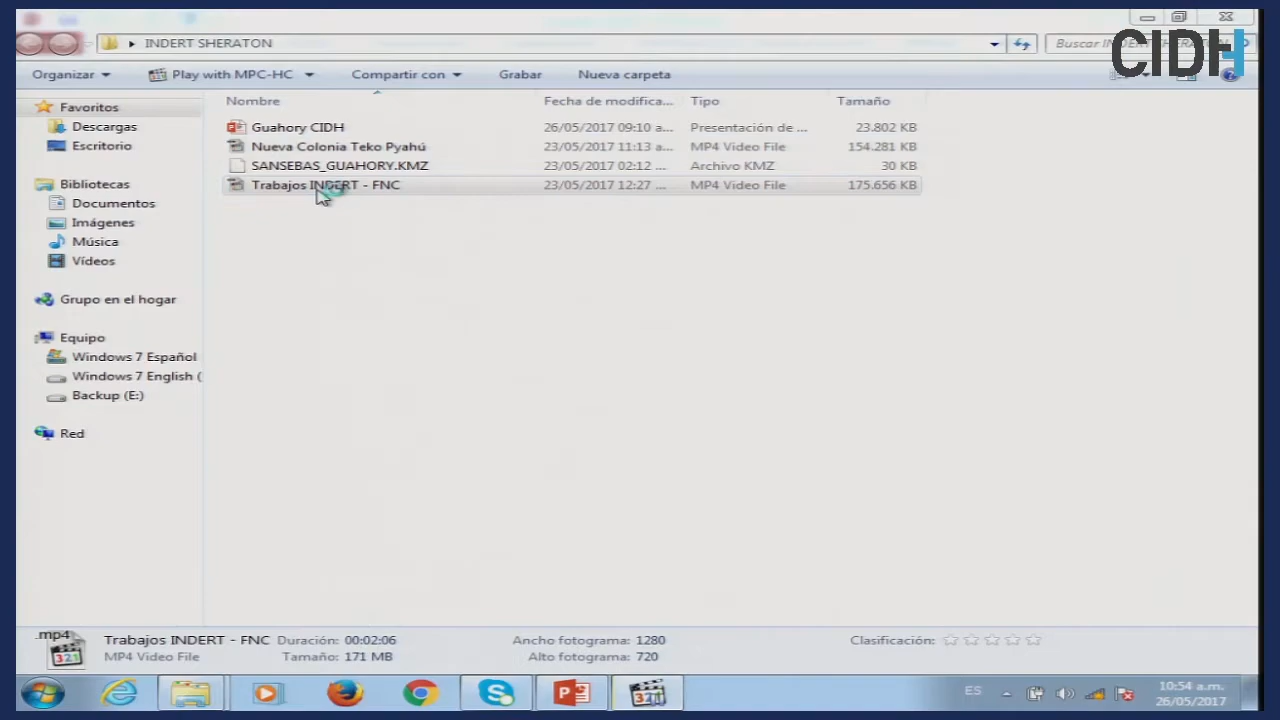 INDERT SHERATON
Buscar INDERT SHERATON
CIDH
Organizar
Play with MPC-HC
Compartir con
Grabar
Nueva carpeta
Favoritos
Descargas
Escritorio
Bibliotecas
Documentos
Imágenes
Música
Vídeos
Grupo en el hogar
Equipo
Windows 7 Español
Windows 7 English (
Backup (E:)
Red
Nombre Fecha de modifica... Tipo Tamaño
Guahory CIDH 26/05/2017 09:10 a... Presentación de ... 23.802 KB
Nueva Colonia Teko Pyahú 23/05/2017 11:13 a... MP4 Video File 154.281 KB
SANSEBAS_GUAHORY.KMZ 23/05/2017 02:12 ... Archivo KMZ 30 KB
Trabajos INDERT - FNC 23/05/2017 12:27 ... MP4 Video File 175.656 KB
.mp4
321
Trabajos INDERT - FNC Duración: 00:02:06 Ancho fotograma: 1280 Clasificación:
MP4 Video File Tamaño: 171 MB Alto fotograma: 720
ES
10:54 a.m.
26/05/2017